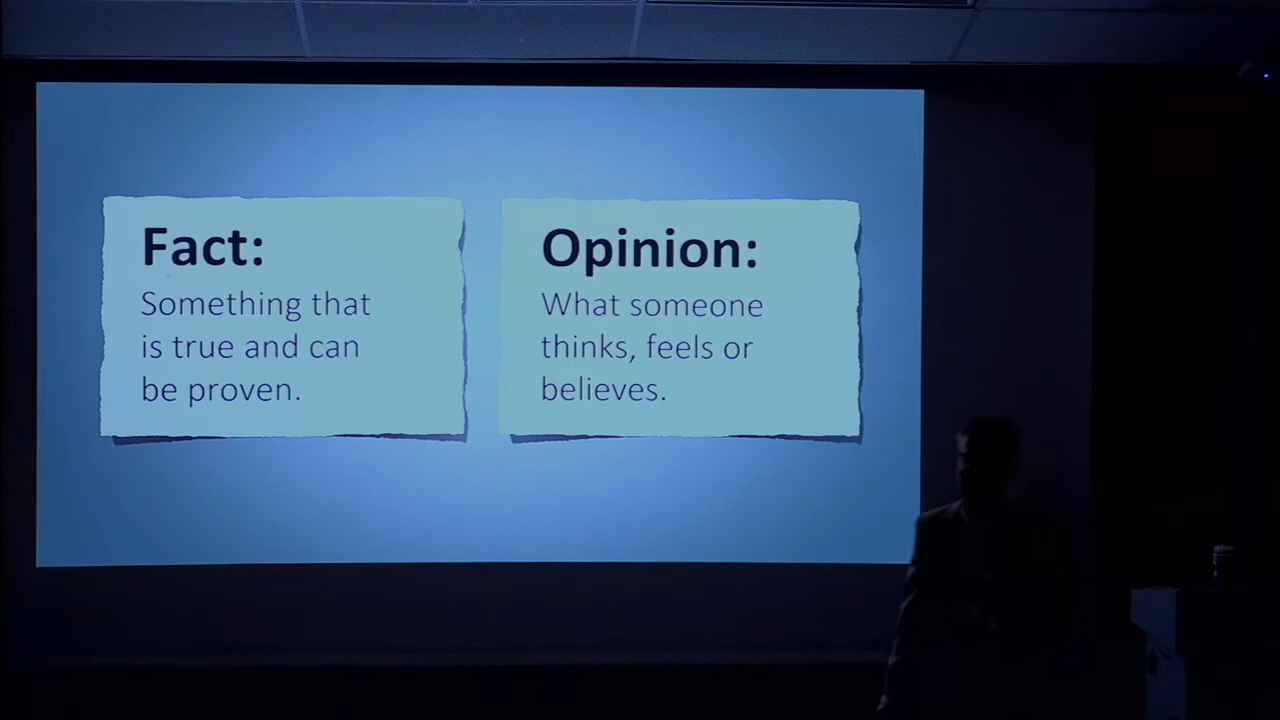 Fact:
Something that
is true and can
be proven.
Opinion:
What someone
thinks, feels or
believes.